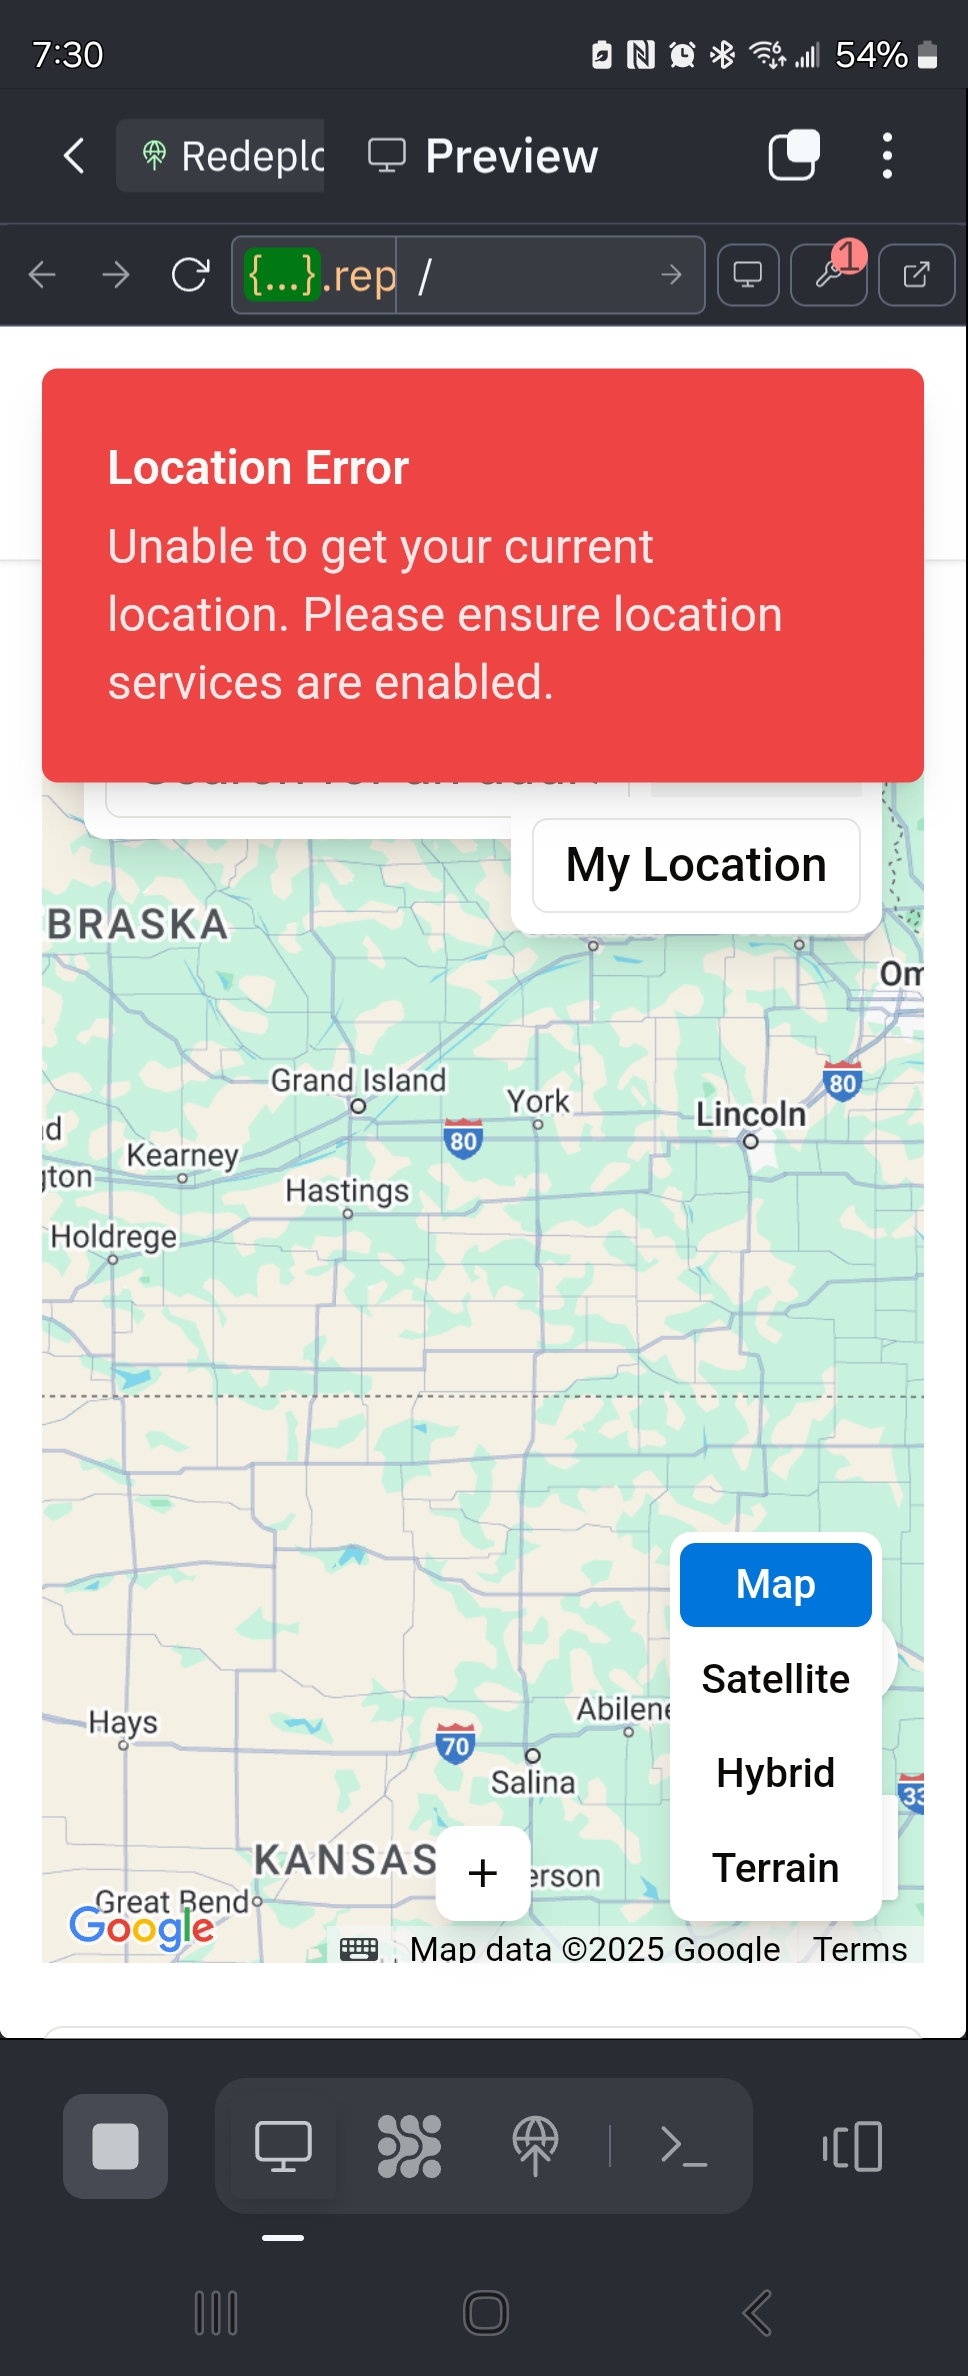 7:30
54%
Redeplo
Preview
{...}.rep
/
1
Location Error
Unable to get your current
location. Please ensure location
services are enabled.
My Location
BRASKA
Om
Grand Island
York
80
Lincoln
80
Kearney
Hastings
Holdrege
Map
Satellite
Hybrid
Terrain
Hays
70
Abilene
Salina
33
KANSAS
+
erson
Great Bend
Google
Map data ©2025 Google
Terms